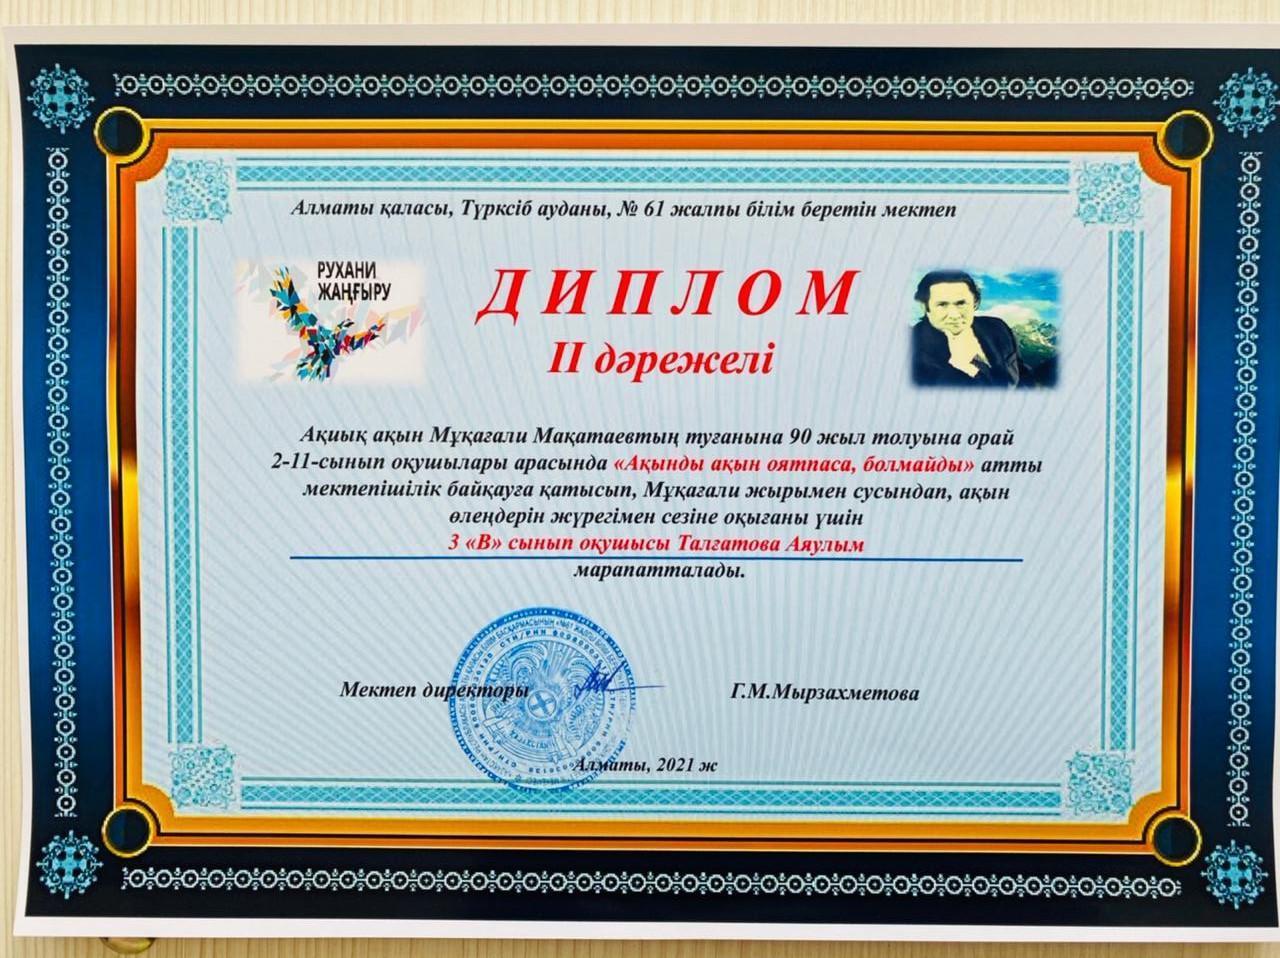 Алматы қаласы, Түрксіб ауданы, № 61 жалпы білім беретін мектеп
РУХАНИ
ЖАҢҒЫРУ
ДИПЛОМ
ІІ дәрежелі
Ақиық ақын Мұқағали Мақатаевтың туғанына 90 жыл толуына орай
2-11-сынып оқушылары арасында «Ақынды ақын оятпаса, болмайды» атты
мектепішілік байқауға қатысып, Мұқағали жырымен сусындап, ақын
өлеңдерін жүрегімен сезіне оқығаны үшін
3 «В» сынып оқушысы Талгатова Аяулым
марапатталады.
Мектеп директоры
Г.М.Мырзахметова
Алматы, 2021 ж